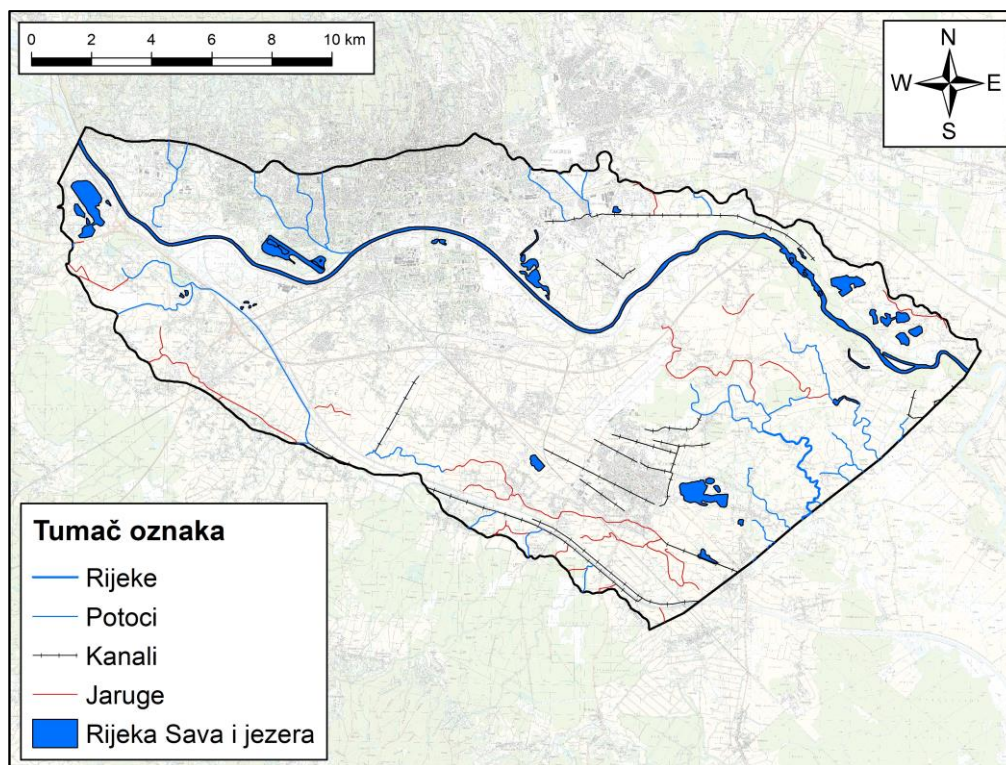 0 2 4 6 8 10 km
N
W E
S
Tumač oznaka
Rijeke
Potoci
Kanali
Jaruge
Rijeka Sava i jezera